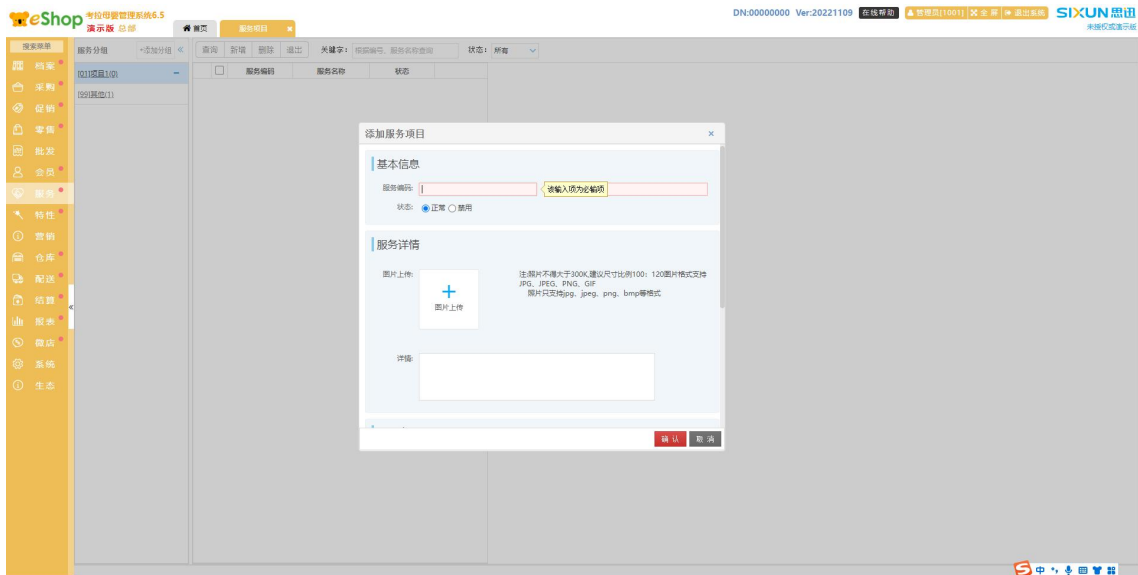 eShop 考拉母婴管理系统6.5
演示版 总部
首页
服务项目
DN:00000000 Ver:20221109 在线帮助 管理员[1001] 全屏 退出系统
SIXUN思迅
未授权或演示版
搜索菜单
档案
采购
促销
零售
批发
会员
服务
特性
营销
仓库
配送
结算
报表
微店
系统
生态
服务分组 +添加分组 «
[01]项目1(0)
[99]其他(1)
查询 新增 删除 退出 关键字: 根据编号、服务名称查询 状态: 所有
服务编码 服务名称 状态
添加服务项目 ×
基本信息
服务编码: 该输入项为必输项
状态: 正常 禁用
服务详情
图片上传: 注:照片不得大于300K,建议尺寸比例100：120图片格式支持
JPG、JPEG、PNG、GIF
照片只支持jpg、jpeg、png、bmp等格式
+
图片上传
详情:
确认 取消
中